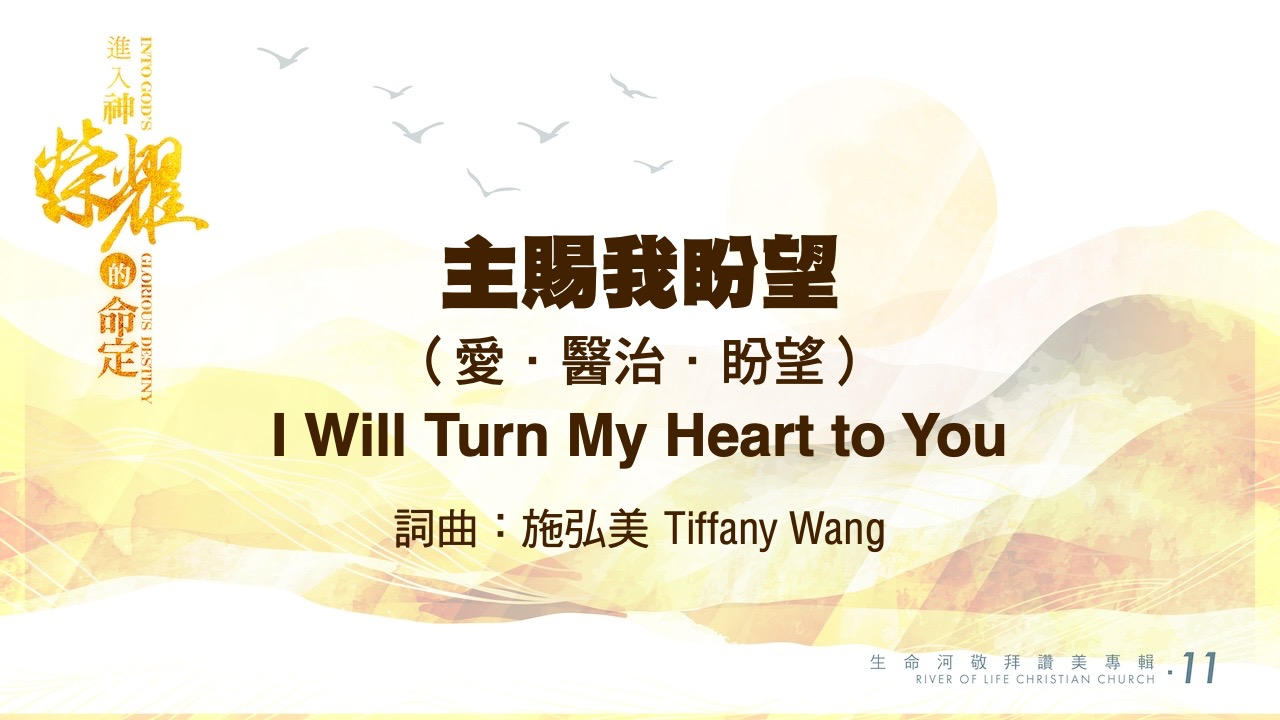 進入神
榮耀
的
命定
INTO GOD'S
GLORIOUS DESTINY
主賜我盼望
（愛．醫治．盼望）
I Will Turn My Heart to You
詞曲：施弘美 Tiffany Wang
生命河敬拜讚美專輯
RIVER OF LIFE CHRISTIAN CHURCH
·11